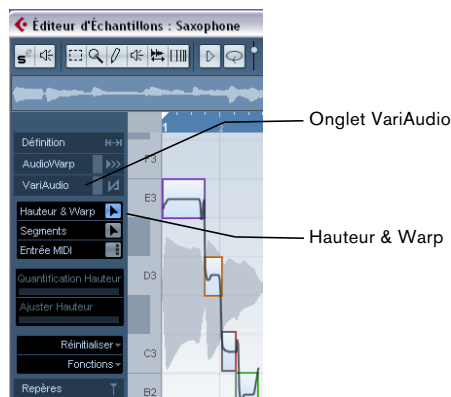 Éditeur d'Échantillons : Saxophone
1 2
Onglet VariAudio
Définition
AudioWarp
F3
VariAudio
E3
Hauteur & Warp
Hauteur & Warp
Segments
Entrée MIDI
D3
Quantification Hauteur
Ajuster Hauteur
Réinitialiser
C3
Fonctions
Repères
B2